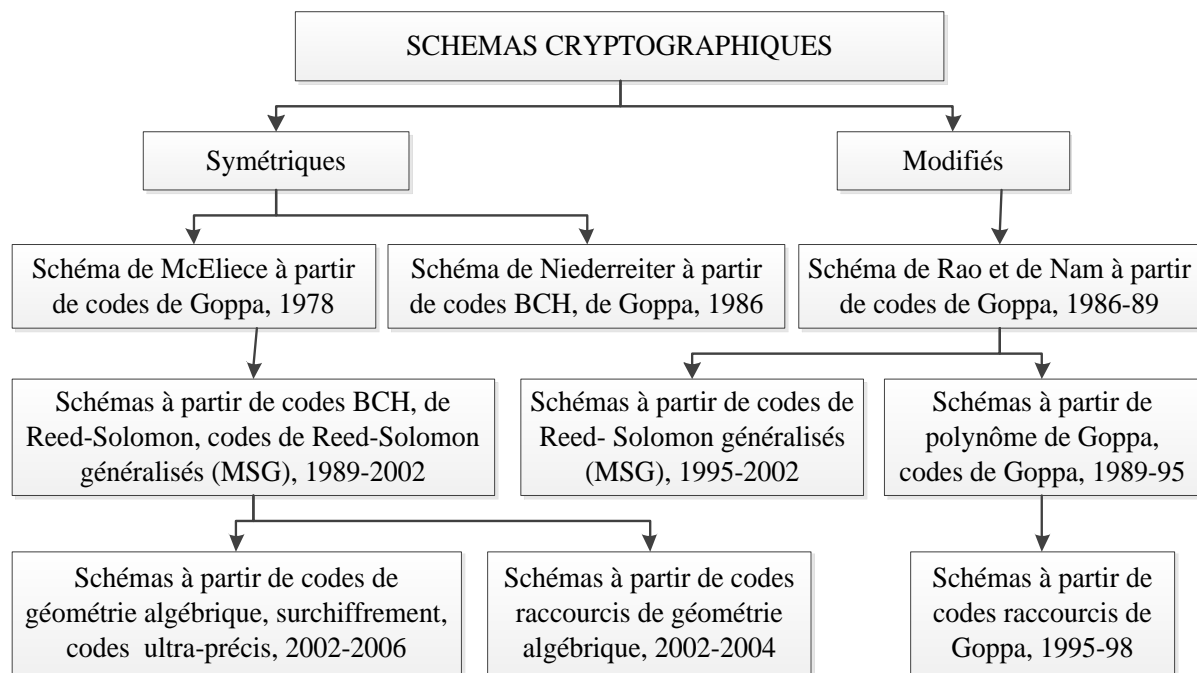 SCHEMAS CRYPTOGRAPHIQUES
Symétriques
Modifiés
Schéma de McEliece à partir
de codes de Goppa, 1978
Schéma de Niederreiter à partir
de codes BCH, de Goppa, 1986
Schéma de Rao et de Nam à partir
de codes de Goppa, 1986-89
Schémas à partir de codes BCH, de
Reed-Solomon, codes de Reed-Solomon
généralisés (MSG), 1989-2002
Schémas à partir de codes de
Reed- Solomon généralisés
(MSG), 1995-2002
Schémas à partir de
polynôme de Goppa,
codes de Goppa, 1989-95
Schémas à partir de codes de
géométrie algébrique, surchiffrement,
codes ultra-précis, 2002-2006
Schémas à partir de codes
raccourcis de géométrie
algébrique, 2002-2004
Schémas à partir de
codes raccourcis de
Goppa, 1995-98